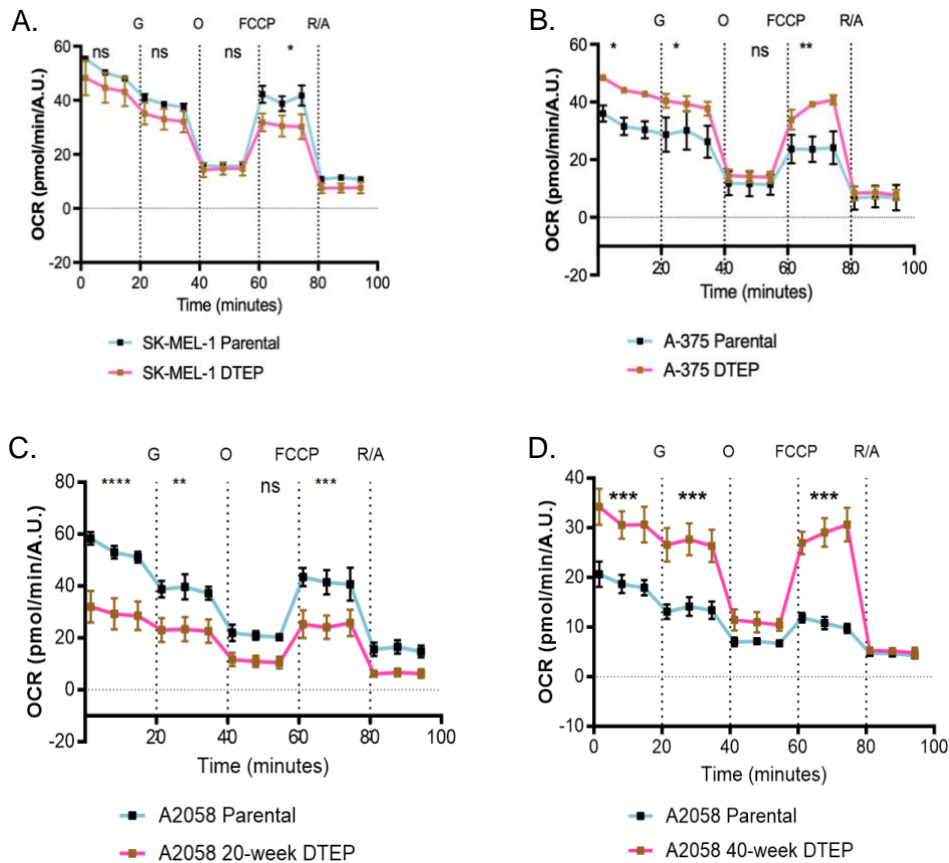 A.
G O FCCP R/A
ns ns ns *
60
40
20
0
-20
OCR (pmol/min/A.U.)
0 20 40 60 80 100
Time (minutes)
SK-MEL-1 Parental
SK-MEL-1 DTEP
B.
G O FCCP R/A
* * ns **
60
40
20
0
-20
OCR (pmol/min/A.U.)
20 40 60 80 100
Time (minutes)
A-375 Parental
A-375 DTEP
C.
G O FCCP R/A
**** ** ns ***
80
60
40
20
0
-20
OCR (pmol/min/A.U.)
20 40 60 80 100
Time (minutes)
A2058 Parental
A2058 20-week DTEP
D.
G O FCCP R/A
*** *** ***
40
30
20
10
0
-10
OCR (pmol/min/A.U.)
0 20 40 60 80 100
Time (minutes)
A2058 Parental
A2058 40-week DTEP